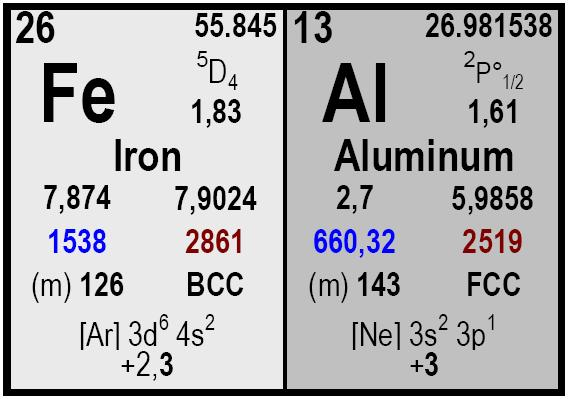 26 55.845
⁵D₄
Fe 1,83
Iron
7,874 7,9024
1538 2861
(m) 126 BCC
[Ar] 3d⁶ 4s²
+2,3
13 26.981538
²P°₁/₂
Al 1,61
Aluminum
2,7 5,9858
660,32 2519
(m) 143 FCC
[Ne] 3s² 3p¹
+3